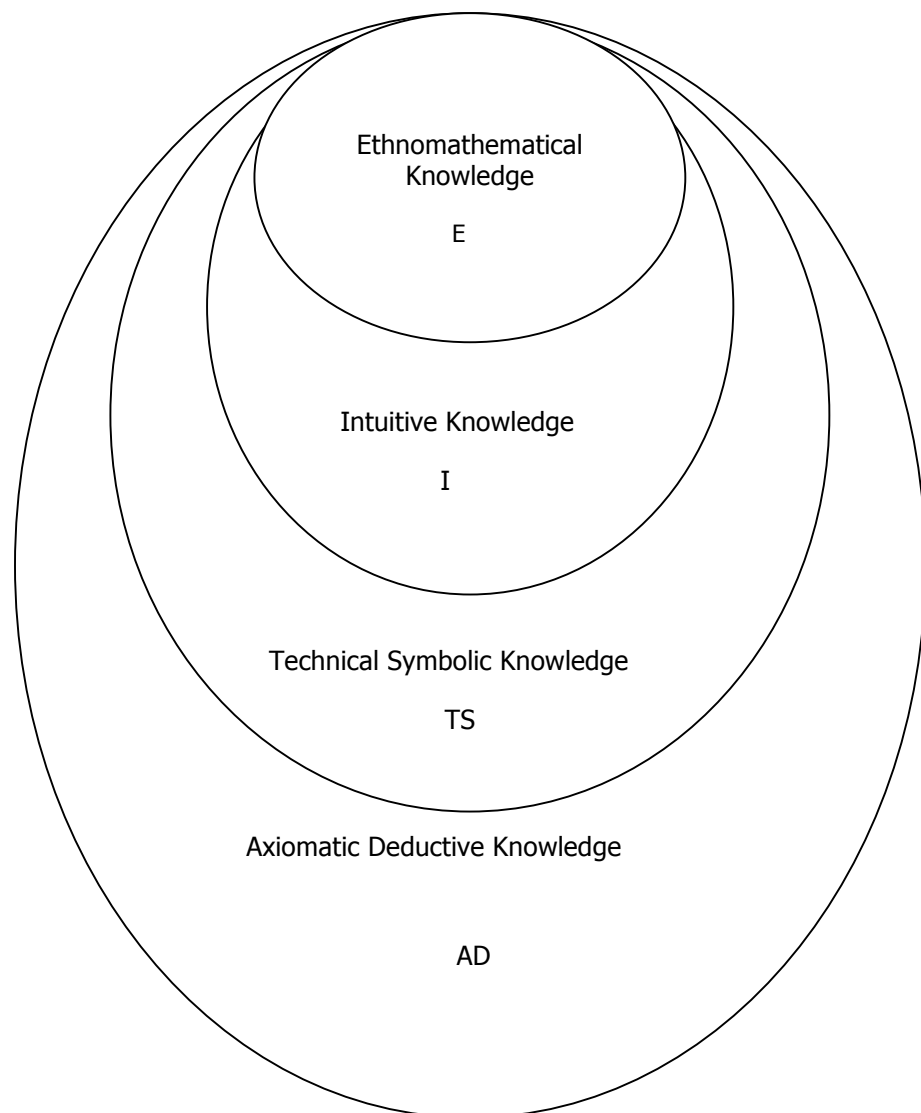 Ethnomathematical
Knowledge
E
Intuitive Knowledge
I
Technical Symbolic Knowledge
TS
Axiomatic Deductive Knowledge
AD